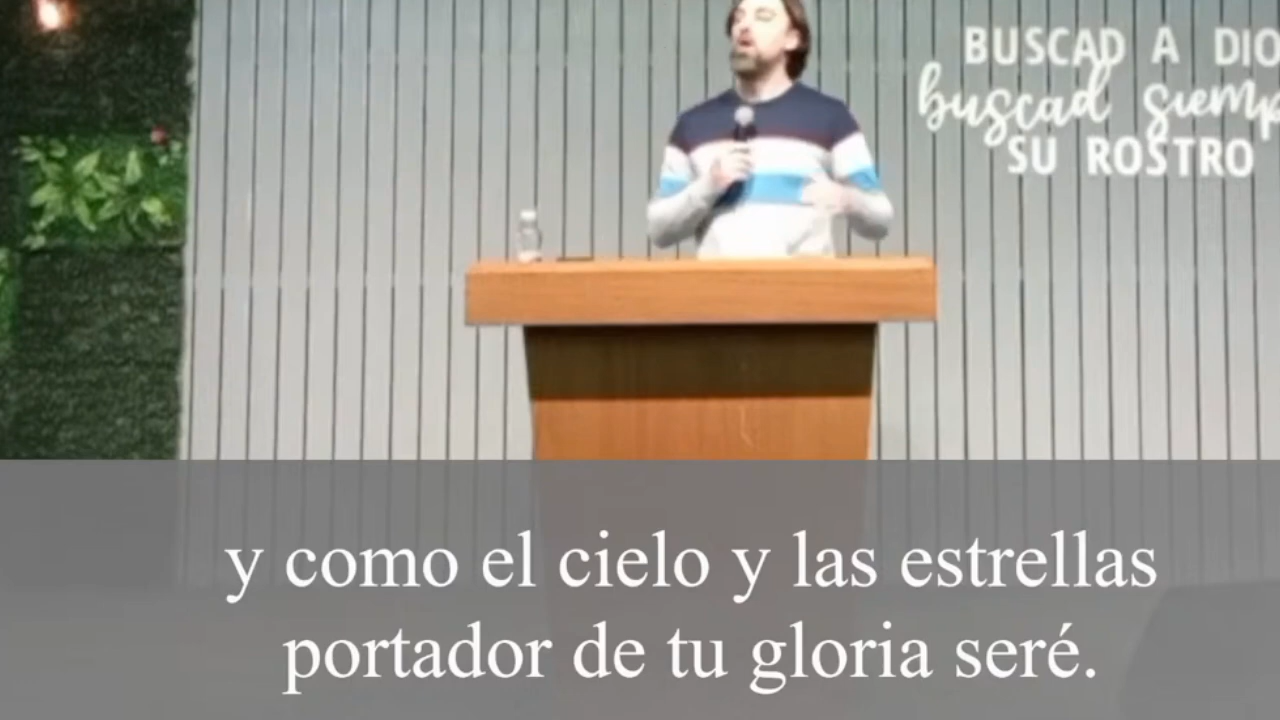 BUSCAD A DIO
buscad siemp
SU ROSTRO
y como el cielo y las estrellas
portador de tu gloria seré.